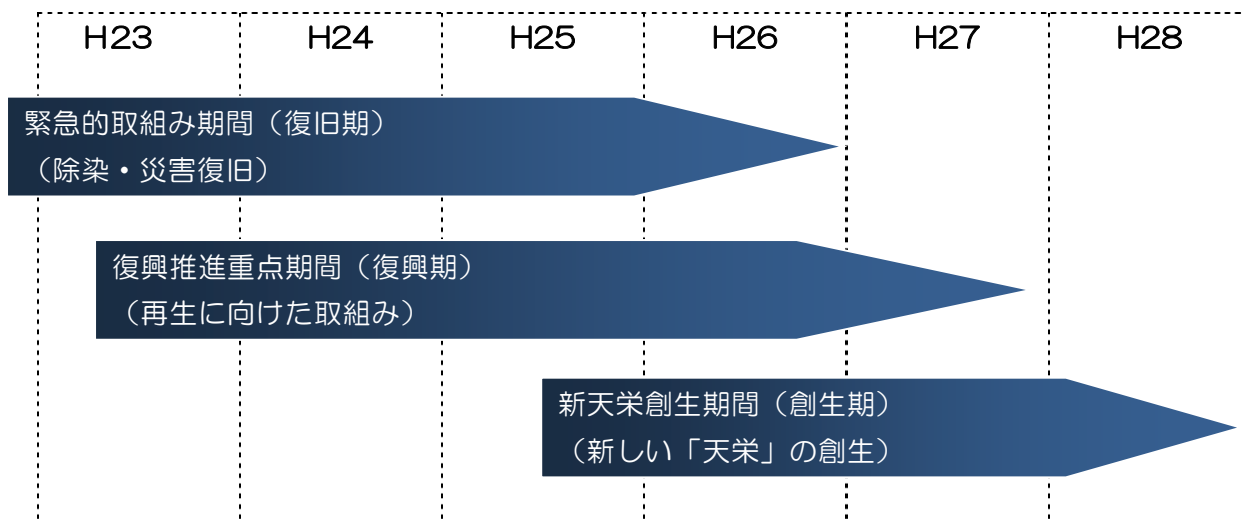 H23 H24 H25 H26 H27 H28
緊急的取組み期間（復旧期）
（除染・災害復旧）
復興推進重点期間（復興期）
（再生に向けた取組み）
新天栄創生期間（創生期）
（新しい「天栄」の創生）